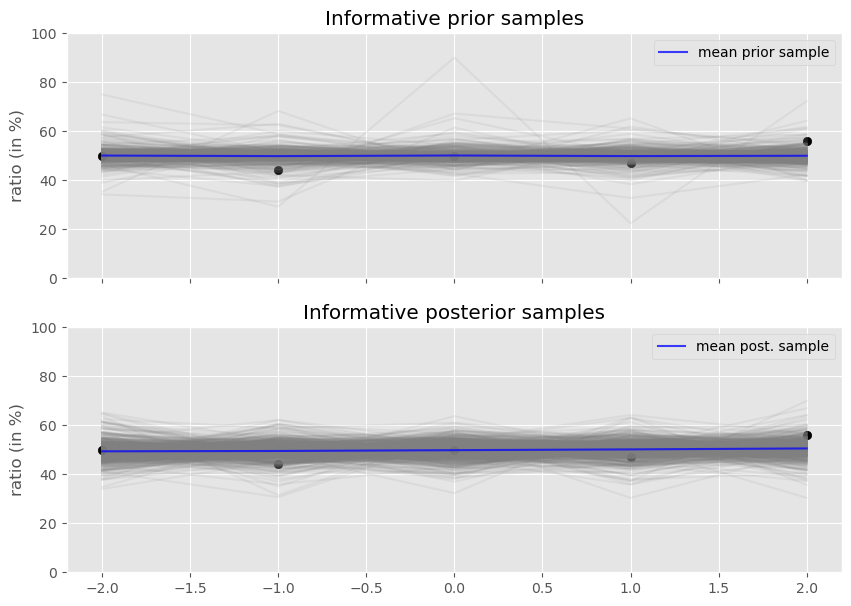 Informative prior samples
100
80
60
40
20
0
ratio (in %)
mean prior sample
Informative posterior samples
100
80
60
40
20
0
ratio (in %)
mean post. sample
−2.0 −1.5 −1.0 −0.5 0.0 0.5 1.0 1.5 2.0